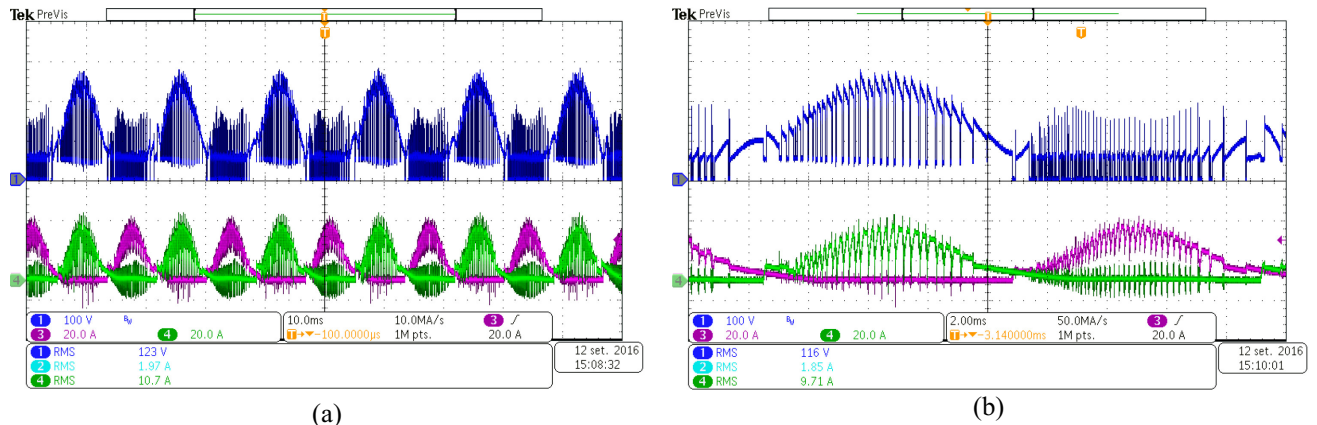 Tek PreVis
T
T
1
4
1 100 V BW
3 20.0 A 4 20.0 A
10.0ms 10.0MA/s 3
T→▼−100.0000µs 1M pts. 20.0 A
1 RMS 123 V
2 RMS 1.97 A
4 RMS 10.7 A
12 set. 2016
15:08:32
(a)
Tek PreVis
T
T
1
4
1 100 V BW
3 20.0 A 4 20.0 A
2.00ms 50.0MA/s 3
T→▼−3.140000ms 1M pts. 20.0 A
1 RMS 116 V
2 RMS 1.85 A
4 RMS 9.71 A
12 set. 2016
15:10:01
(b)